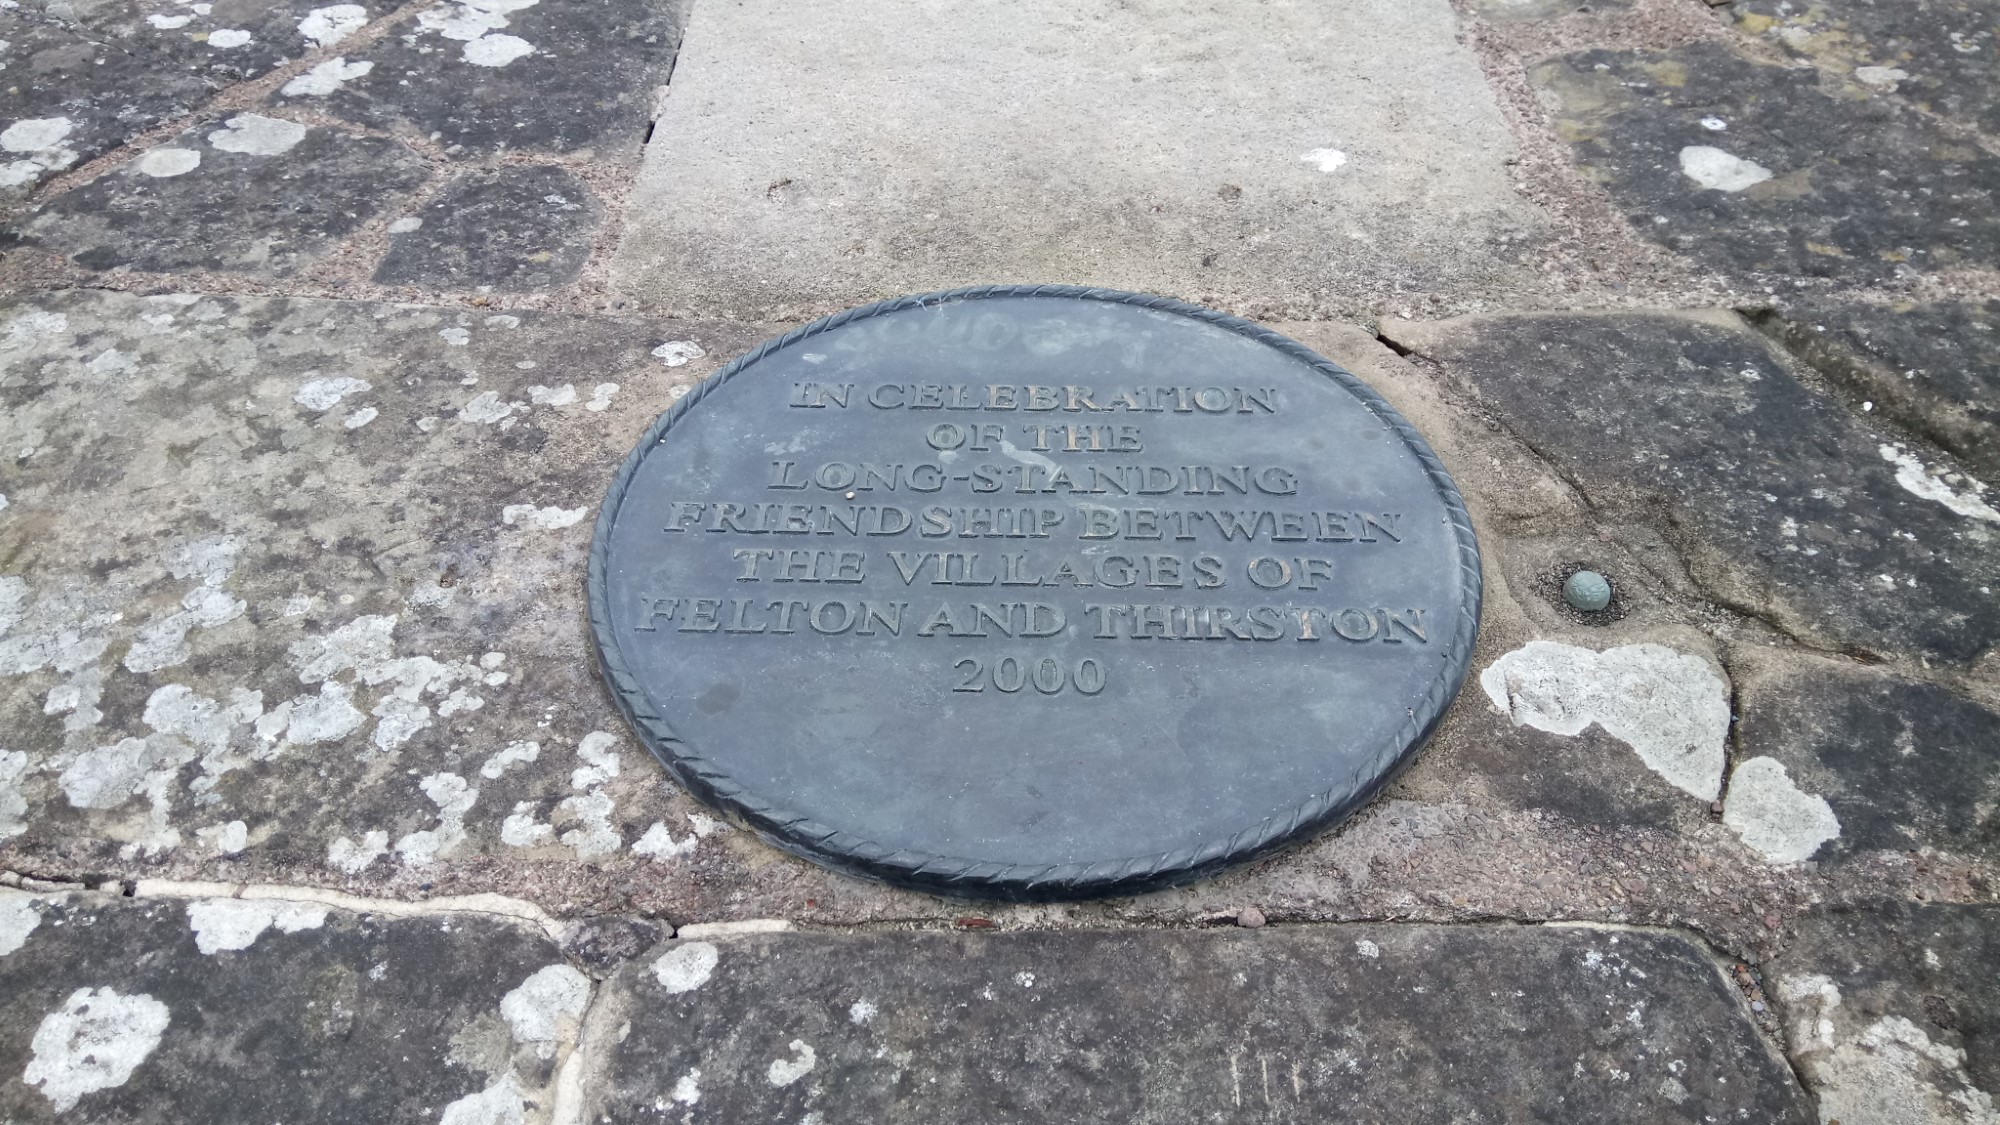 IN CELEBRATION
OF THE
LONG-STANDING
FRIENDSHIP BETWEEN
THE VILLAGES OF
FELTON AND THIRSTON
2000